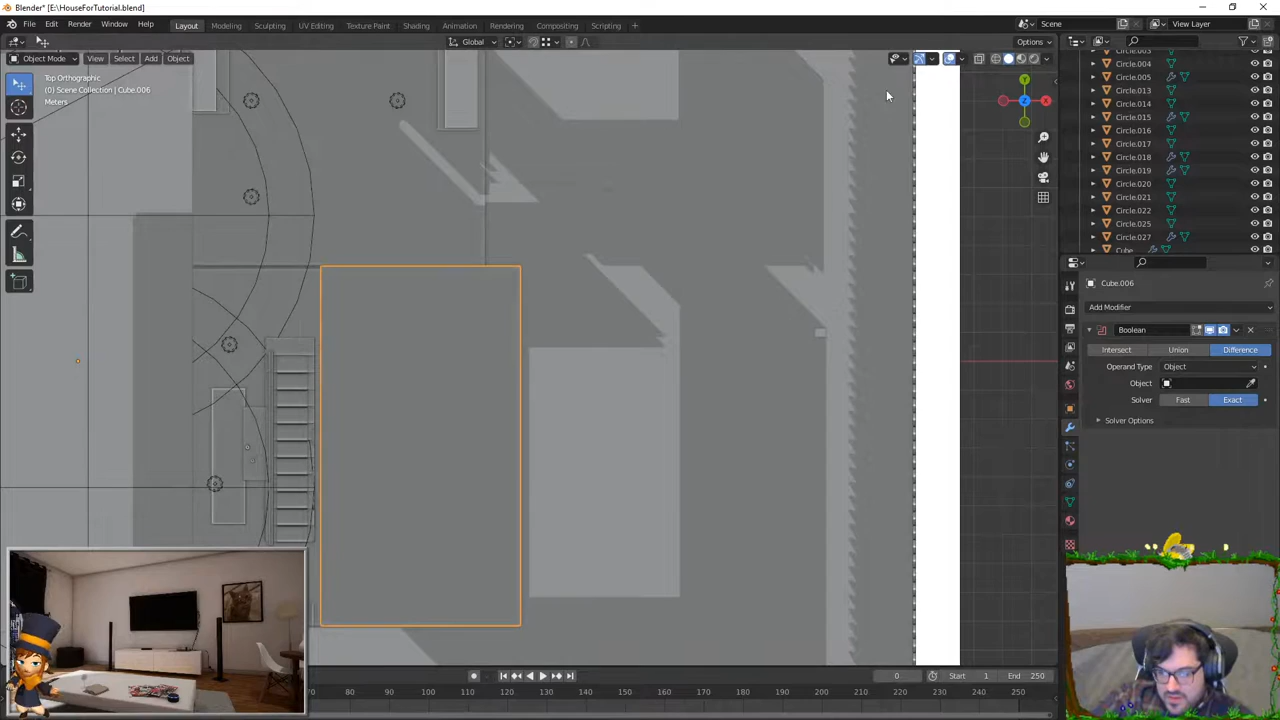 Blender* [E:\HouseForTutorial.blend]
File Edit Render Window Help Layout Modeling Sculpting UV Editing Texture Paint Shading Animation Rendering Compositing Scripting + Scene View Layer
Global Options
Object Mode View Select Add Object
Top Orthographic
(0) Scene Collection | Cube.006
Meters
Y
X
Z
Circle.003
Circle.004
Circle.005
Circle.013
Circle.014
Circle.015
Circle.016
Circle.017
Circle.018
Circle.019
Circle.020
Circle.021
Circle.022
Circle.025
Circle.027
Cube
Cube.006
Add Modifier
Boolean
Intersect Union Difference
Operand Type Object
Object
Solver Fast Exact
Solver Options
0 Start 1 End 250
70 80 90 100 110 120 130 140 150 160 170 180 190 200 210 220 230 240 250